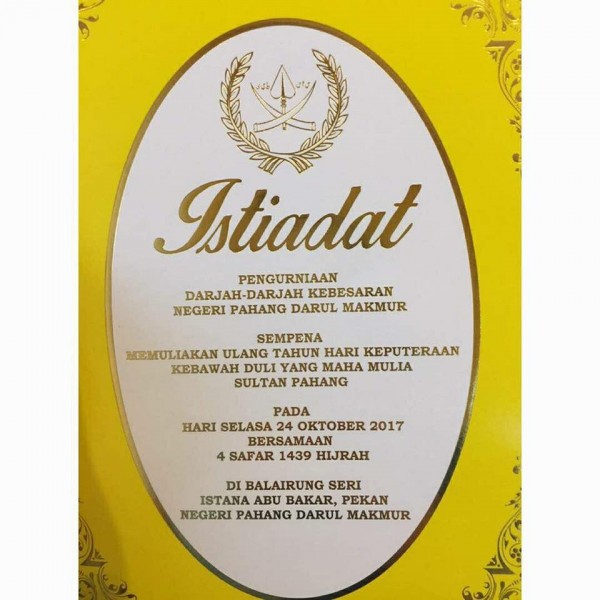 Istiadat
PENGURNIAAN
DARJAH-DARJAH KEBESARAN
NEGERI PAHANG DARUL MAKMUR
SEMPENA
MEMULIAKAN ULANG TAHUN HARI KEPUTERAAN
KEBAWAH DULI YANG MAHA MULIA
SULTAN PAHANG
PADA
HARI SELASA 24 OKTOBER 2017
BERSAMAAN
4 SAFAR 1439 HIJRAH
DI BALAIRUNG SERI
ISTANA ABU BAKAR, PEKAN
NEGERI PAHANG DARUL MAKMUR